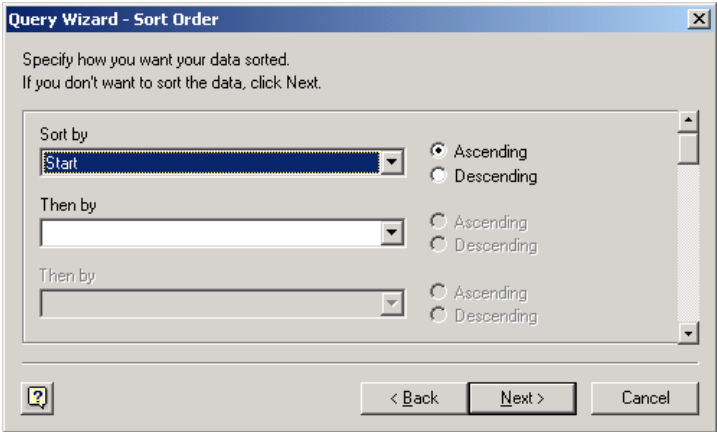 Query Wizard - Sort Order
Specify how you want your data sorted.
If you don't want to sort the data, click Next.
Sort by
Start
Ascending
Descending
Then by
Ascending
Descending
Then by
Ascending
Descending
< Back
Next >
Cancel